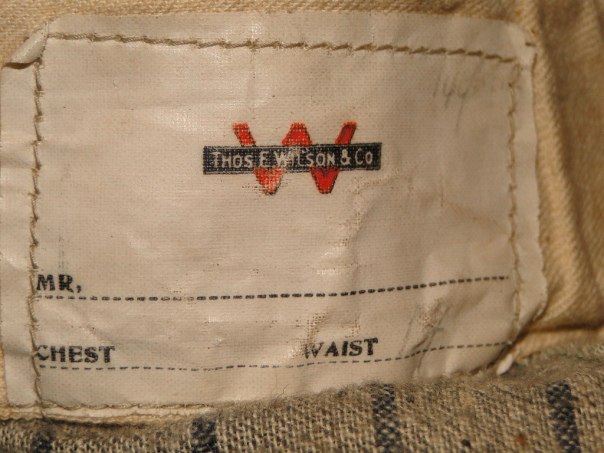 W
THOS E WILSON & CO
MR,
CHEST WAIST